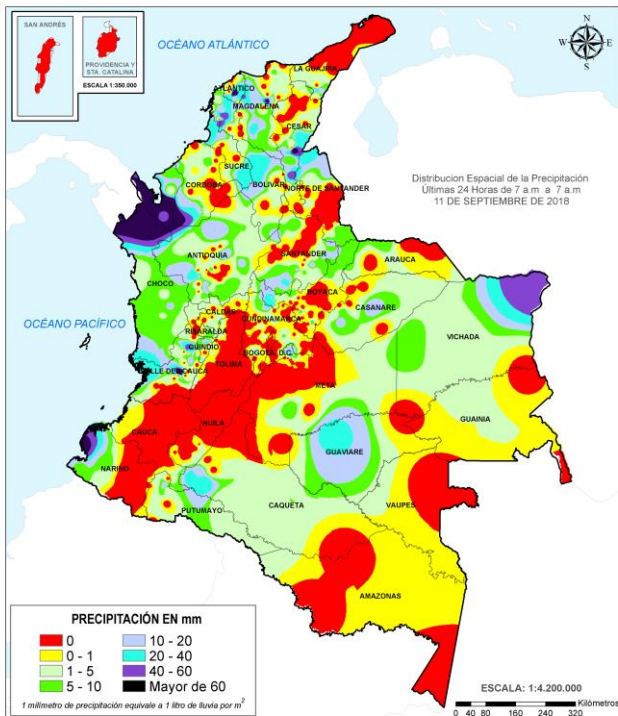 SAN ANDRÉS
PROVIDENCIA Y
STA. CATALINA
ESCALA 1:350.000
OCÉANO ATLÁNTICO
N
W
E
S
LA GUAJIRA
ATLÁNTICO
MAGDALENA
CESAR
SUCRE
CORDOBA
BOLIVAR
NORTE DE SANTANDER
Distribucion Espacial de la Precipitación
Últimas 24 Horas de 7 a.m a 7 a.m
11 DE SEPTIEMBRE DE 2018
ANTIOQUIA
SANTANDER
ARAUCA
CHOCO
BOYACA
CASANARE
OCÉANO PACÍFICO
CALDAS
CUNDINAMARCA
VICHADA
RISARALDA
QUINDIO
BOGOTA, D.C.
VALLE DEL CAUCA
TOLIMA
META
GUAINIA
CAUCA
HUILA
GUAVIARE
NARIÑO
PUTUMAYO
CAQUETA
VAUPES
AMAZONAS
PRECIPITACIÓN EN mm
0
10 - 20
0 - 1
20 - 40
1 - 5
40 - 60
5 - 10
Mayor de 60
1 milimetro de precipitación equivale a 1 litro de lluvia por m2
ESCALA: 1:4.200.000
Kilómetros
0 40 80 160 240 320